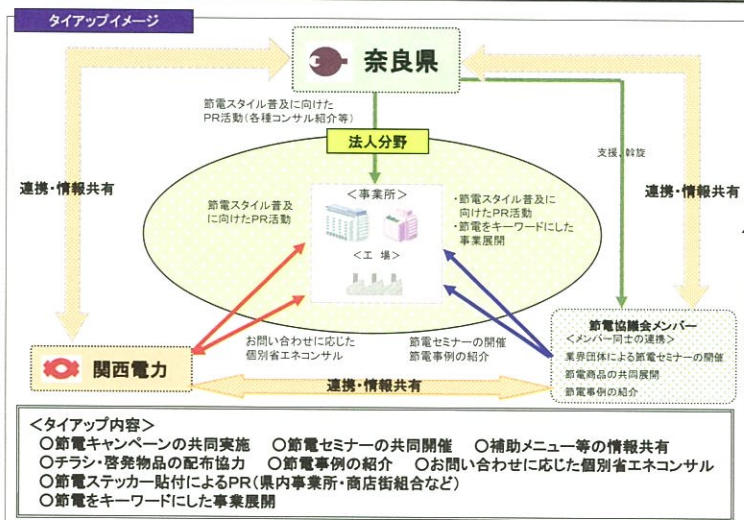 タイアップイメージ
奈良県
節電スタイル普及に向けた
PR活動(各種コンサル紹介等)
法人分野
支援、斡旋
連携・情報共有
連携・情報共有
節電スタイル普及
に向けたPR活動
＜事業所＞
＜工 場＞
・節電スタイル普及に
向けたPR活動
・節電をキーワードにした
事業展開
お問い合わせに応じた
個別省エネコンサル
節電セミナーの開催
節電事例の紹介
関西電力
連携・情報共有
節電協議会メンバー
＜メンバー同士の連携＞
業界団体による節電セミナーの開催
節電商品の共同展開
節電事例の紹介
＜タイアップ内容＞
○節電キャンペーンの共同実施 ○節電セミナーの共同開催 ○補助メニュー等の情報共有
○チラシ・啓発物品の配布協力 ○節電事例の紹介 ○お問い合わせに応じた個別省エネコンサル
○節電ステッカー貼付によるPR(県内事業所・商店街組合など)
○節電をキーワードにした事業展開